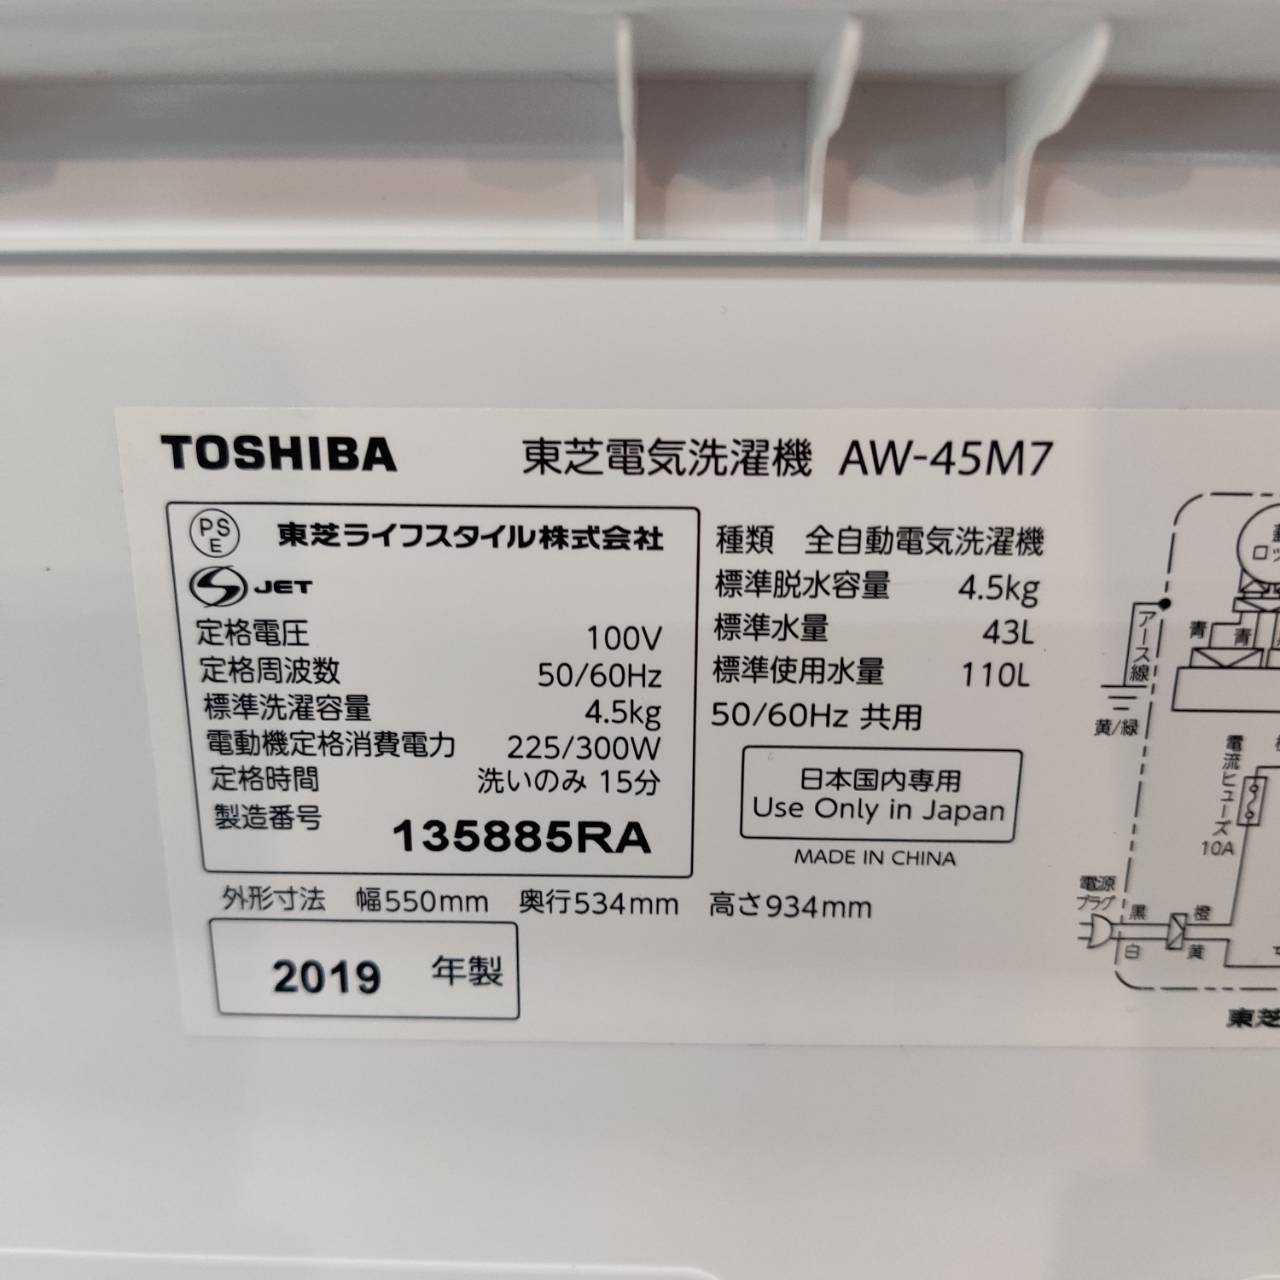 TOSHIBA 東芝電気洗濯機 AW-45M7
PSE 東芝ライフスタイル株式会社
S JET
定格電圧 100V
定格周波数 50/60Hz
標準洗濯容量 4.5kg
電動機定格消費電力 225/300W
定格時間 洗いのみ 15分
製造番号 135885RA
種類 全自動電気洗濯機
標準脱水容量 4.5kg
標準水量 43L
標準使用水量 110L
50/60Hz 共用
日本国内専用
Use Only in Japan
MADE IN CHINA
外形寸法 幅550mm 奥行534mm 高さ934mm
2019 年製
アース線
青 青
黄/緑
電流ヒューズ
10A
電源
プラグ
黒 橙
白 黄
東芝